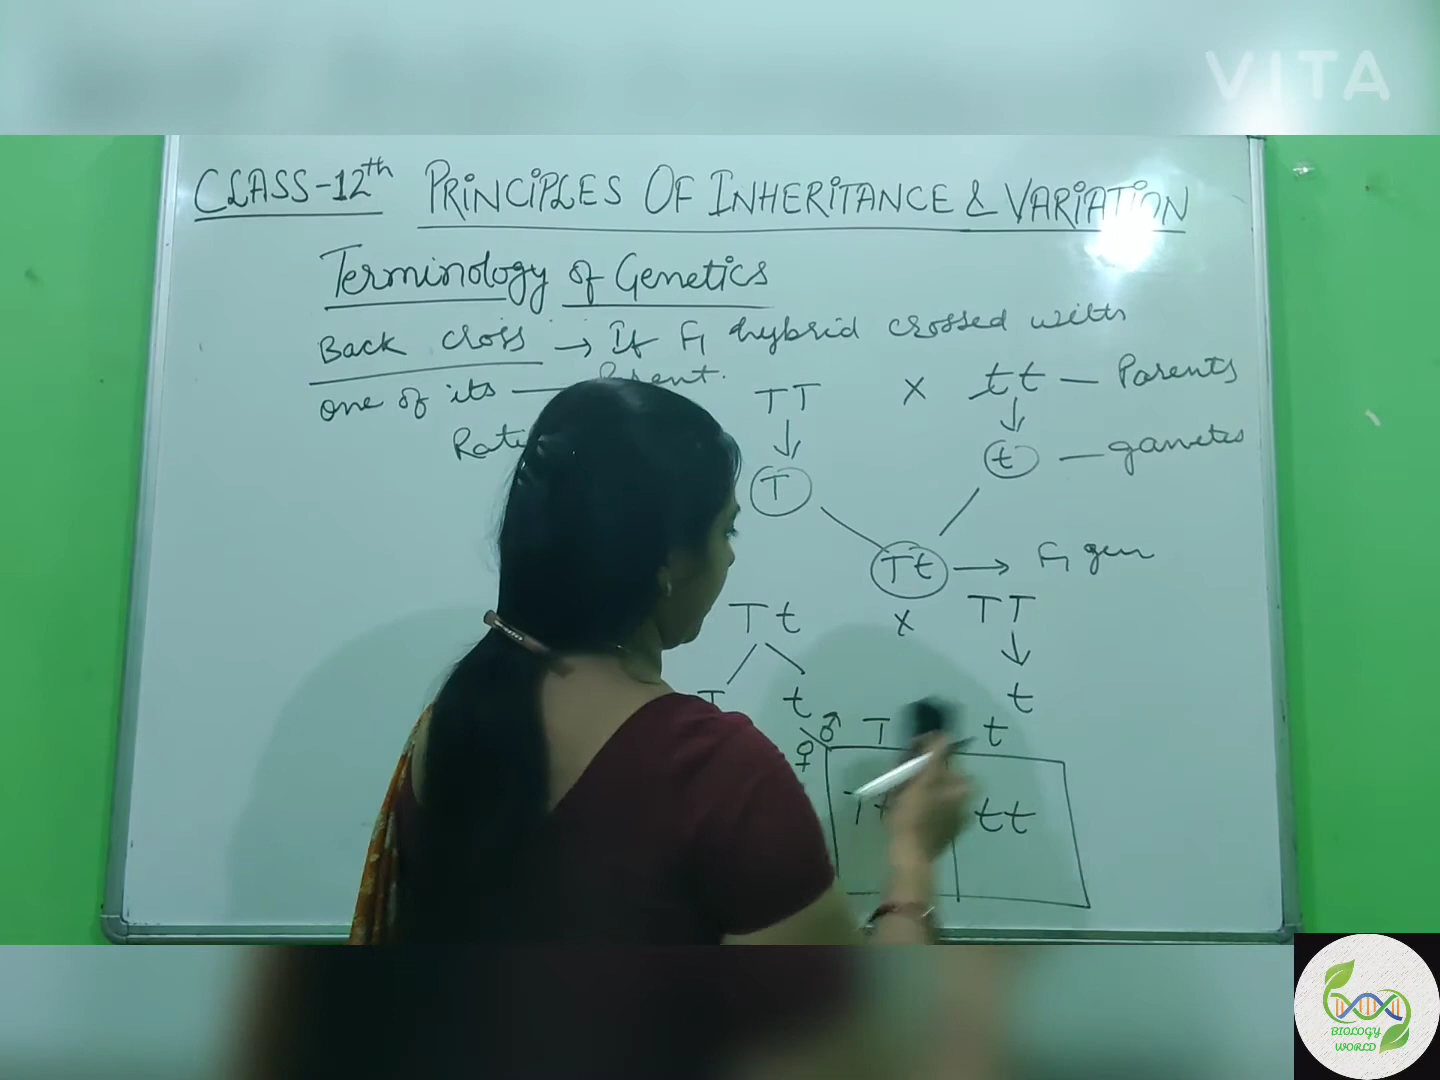 VITA
CLASS-12th PRINCIPLES OF INHERITANCE & VARIATION
Terminology of Genetics
Back cross → If F1 hybrid crossed with
one of its — Parent.
TT X tt — Parents
T t — gametes
Tt → F1 gen
Tt X TT
T t t
♂ T t
♀
Tt tt
BIOLOGY
WORLD